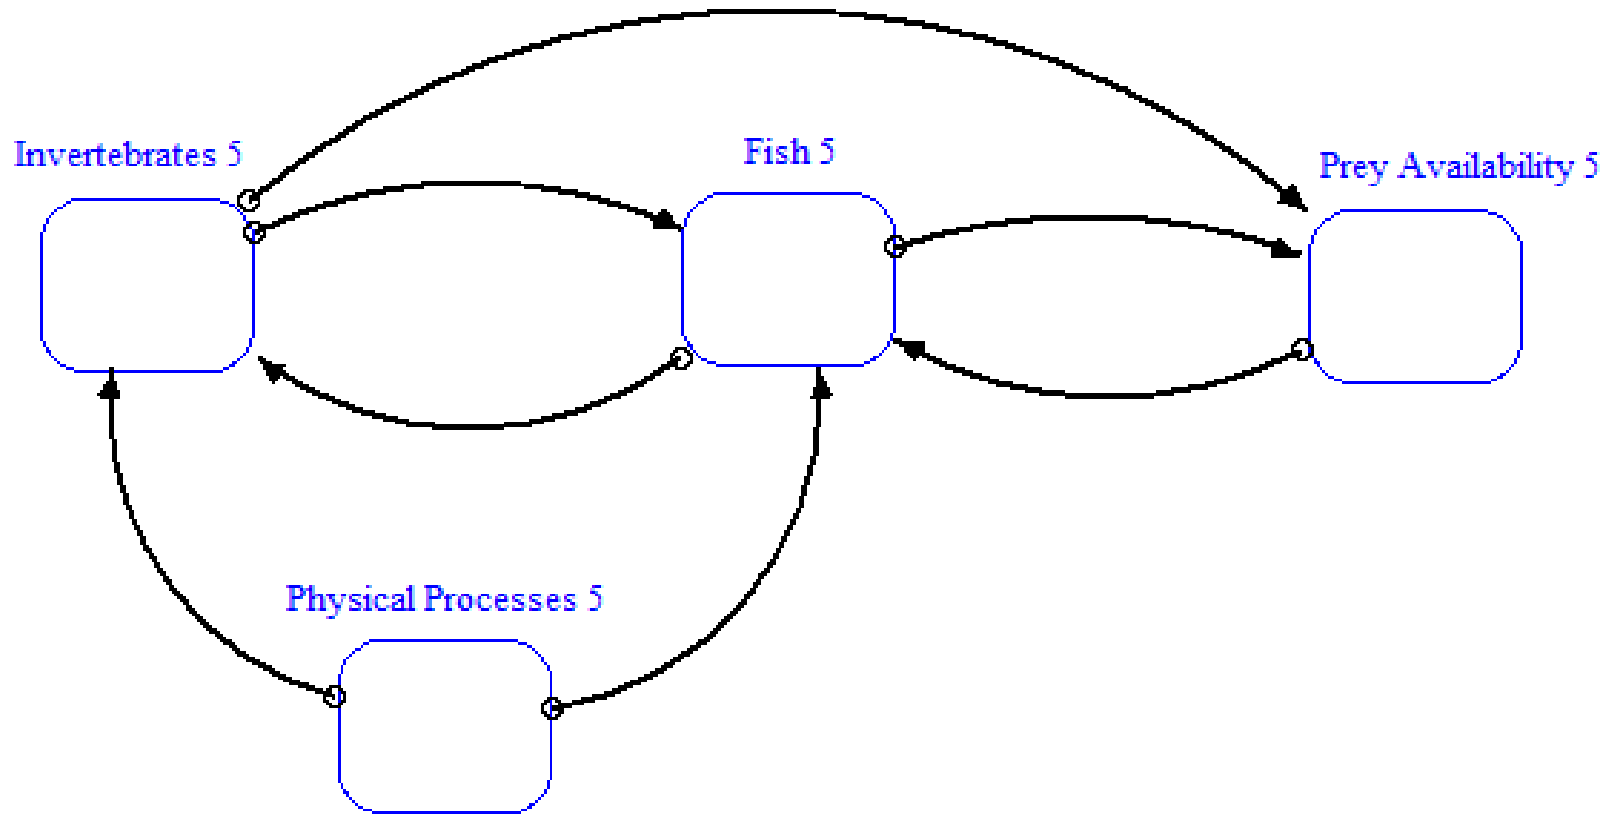 Invertebrates 5
Fish 5
Prey Availability 5
Physical Processes 5